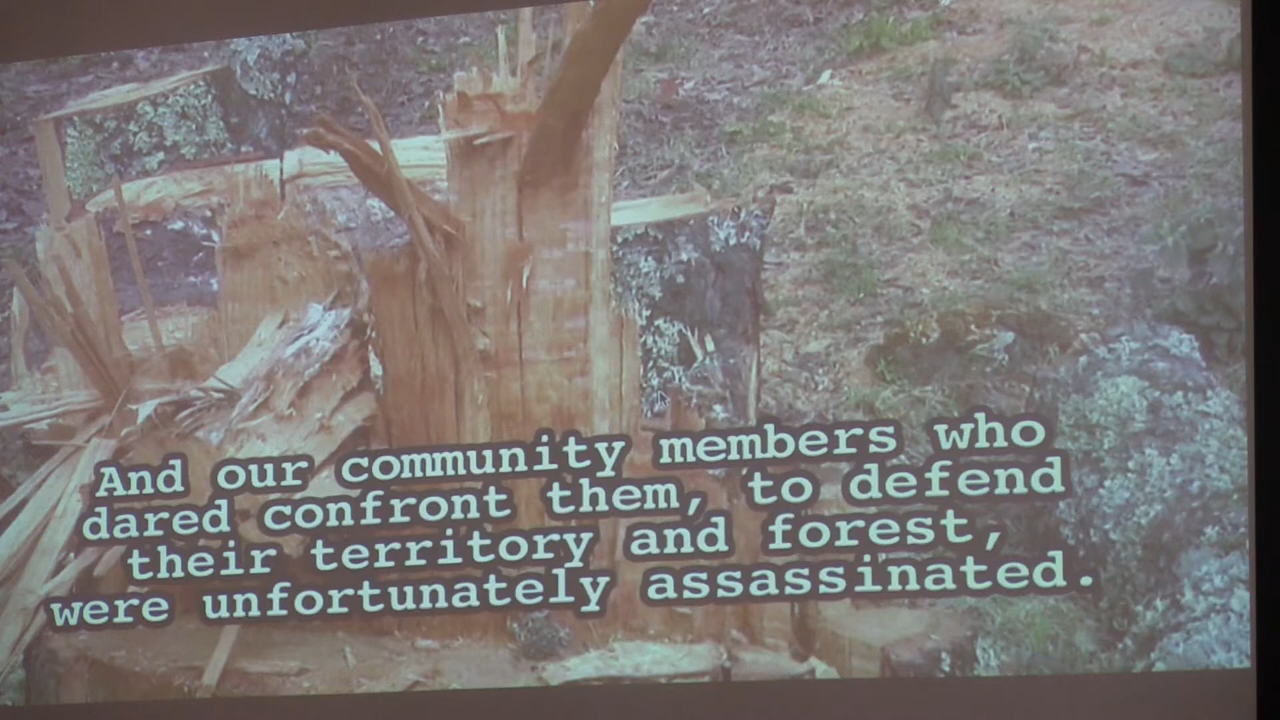 And our community members who
dared confront them, to defend
their territory and forest,
were unfortunately assassinated.